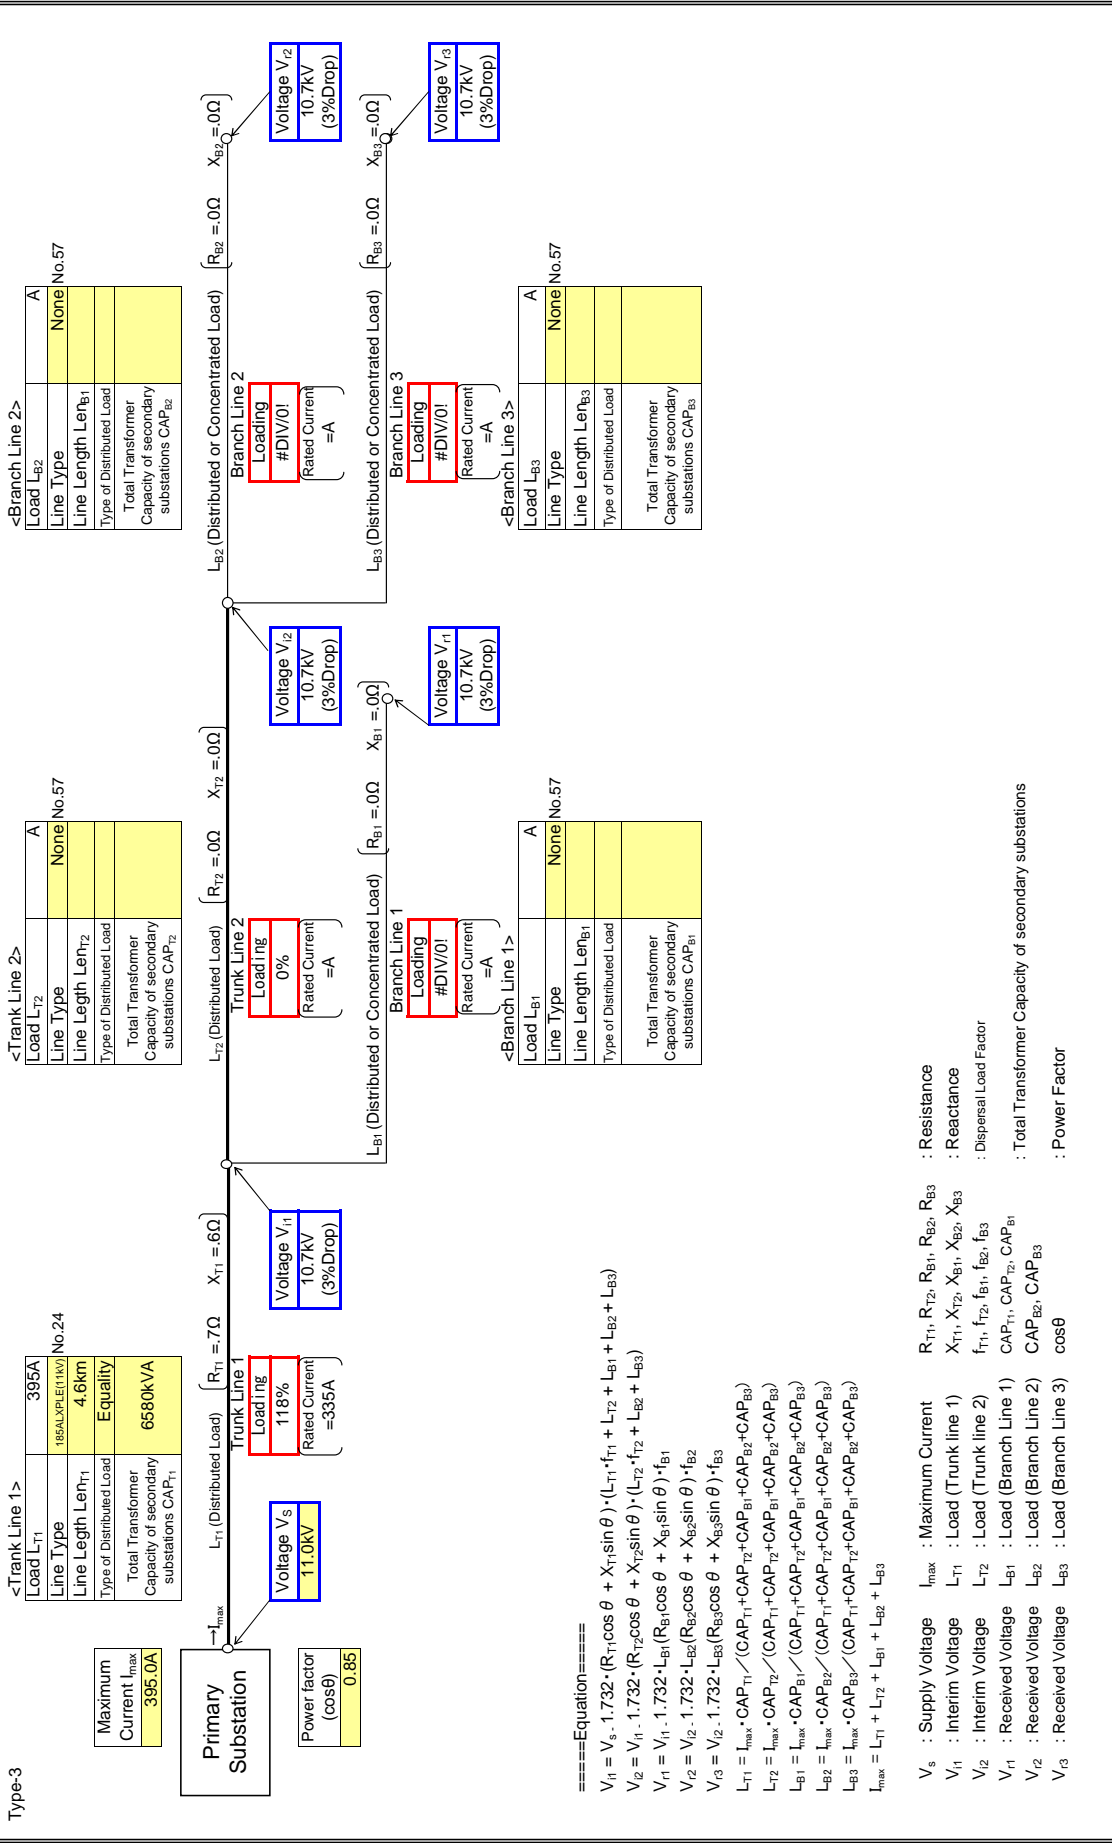 Type-3
Maximum
Current Imax
395.0A
Primary
Substation
Power factor
(cosθ)
0.85
→Imax
Voltage VS
11.0kV
<Trank Line 1>
Load LT1 395A
Line Type 185ALXPLE(11kV) No.24
Line Legth LenT1 4.6km
Type of Distributed Load Equality
Total Transformer
Capacity of secondary
substations CAPT1
6580kVA
LT1 (Distributed Load) RT1 =.7Ω XT1 =.6Ω
Trunk Line 1
Loading
118%
Rated Current
=335A
Voltage Vi1
10.7kV
(3%Drop)
<Trank Line 2>
Load LT2 A
Line Type None No.57
Line Length LenT2
Type of Distributed Load
Total Transformer
Capacity of secondary
substations CAPT2
LT2 (Distributed Load) RT2 =.0Ω XT2 =.0Ω
Trunk Line 2
Loading
0%
Rated Current
=A
Voltage Vi2
10.7kV
(3%Drop)
LB1 (Distributed or Concentrated Load) RB1 =.0Ω XB1 =.0Ω
Branch Line 1
Loading
#DIV/0!
Rated Current
=A
Voltage Vr1
10.7kV
(3%Drop)
<Branch Line 1>
Load LB1 A
Line Type None No.57
Line Length LenB1
Type of Distributed Load
Total Transformer
Capacity of secondary
substations CAPB1
<Branch Line 2>
Load LB2 A
Line Type None No.57
Line Length LenB1
Type of Distributed Load
Total Transformer
Capacity of secondary
substations CAPB2
LB2 (Distributed or Concentrated Load) RB2 =.0Ω XB2 =.0Ω
Branch Line 2
Loading
#DIV/0!
Rated Current
=A
Voltage Vr2
10.7kV
(3%Drop)
LB3 (Distributed or Concentrated Load) RB3 =.0Ω XB3 =.0Ω
Branch Line 3
Loading
#DIV/0!
Rated Current
=A
Voltage Vr3
10.7kV
(3%Drop)
<Branch Line 3>
Load LB3 A
Line Type None No.57
Line Length LenB3
Type of Distributed Load
Total Transformer
Capacity of secondary
substations CAPB3
=====Equation=====
Vi1 = Vs - 1.732・(RT1cos θ + XT1sin θ)・(LT1・fT1 + LT2 + LB1 + LB2 + LB3)
Vi2 = Vi1 - 1.732・(RT2cos θ + XT2sin θ)・(LT2・fT2 + LB2 + LB3)
Vr1 = Vi1 - 1.732・LB1(RB1cos θ + XB1sin θ)・fB1
Vr2 = Vi2 - 1.732・LB2(RB2cos θ + XB2sin θ)・fB2
Vr3 = Vi2 - 1.732・LB3(RB3cos θ + XB3sin θ)・fB3
LT1 = Imax・CAPT1／(CAPT1+CAPT2+CAPB1+CAPB2+CAPB3)
LT2 = Imax・CAPT2／(CAPT1+CAPT2+CAPB1+CAPB2+CAPB3)
LB1 = Imax・CAPB1／(CAPT1+CAPT2+CAPB1+CAPB2+CAPB3)
LB2 = Imax・CAPB2／(CAPT1+CAPT2+CAPB1+CAPB2+CAPB3)
LB3 = Imax・CAPB3／(CAPT1+CAPT2+CAPB1+CAPB2+CAPB3)
Imax = LT1 + LT2 + LB1 + LB2 + LB3
Vs : Supply Voltage Imax : Maximum Current RT1, RT2, RB1, RB2, RB3 : Resistance
Vi1 : Interim Voltage LT1 : Load (Trunk line 1) XT1, XT2, XB1, XB2, XB3 : Reactance
Vi2 : Interim Voltage LT2 : Load (Trunk line 2) fT1, fT2, fB1, fB2, fB3 : Dispersal Load Factor
Vr1 : Received Voltage LB1 : Load (Branch Line 1) CAPT1, CAPT2, CAPB1
Vr2 : Received Voltage LB2 : Load (Branch Line 2) CAPB2, CAPB3 : Total Transformer Capacity of secondary substations
Vr3 : Received Voltage LB3 : Load (Branch Line 3) cosθ : Power Factor